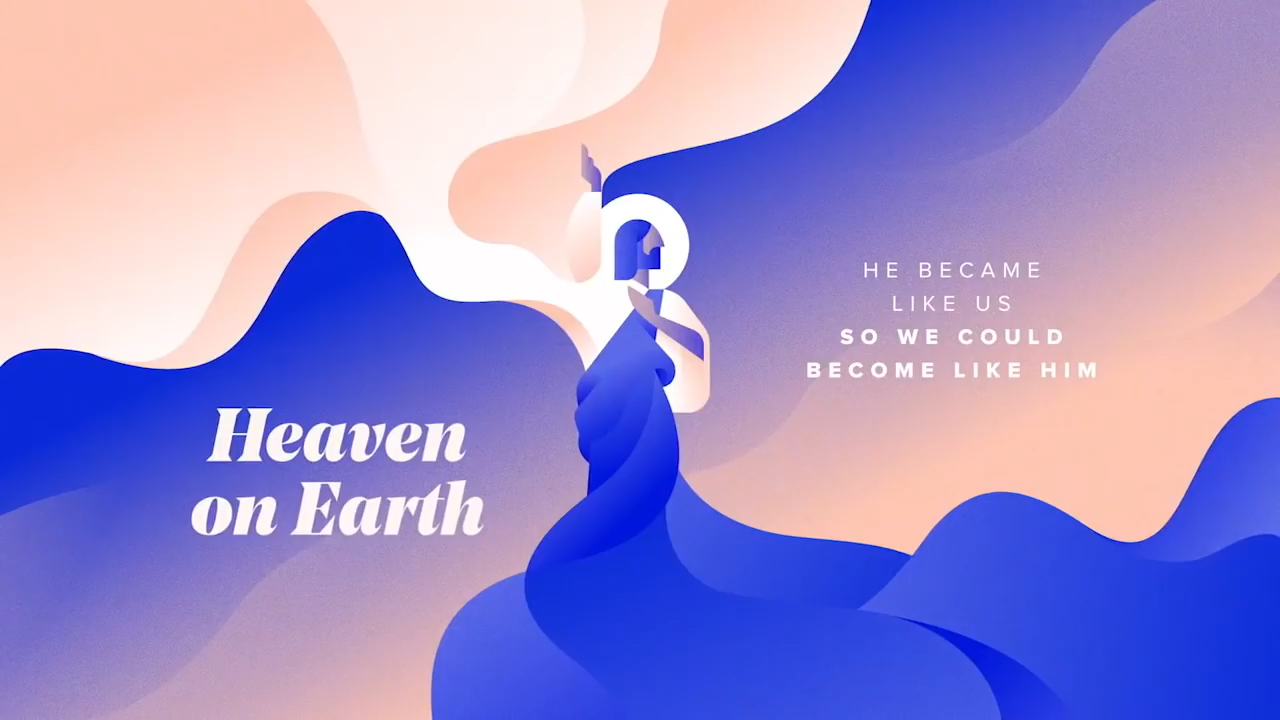 Heaven
on Earth
HE BECAME
LIKE US
SO WE COULD
BECOME LIKE HIM